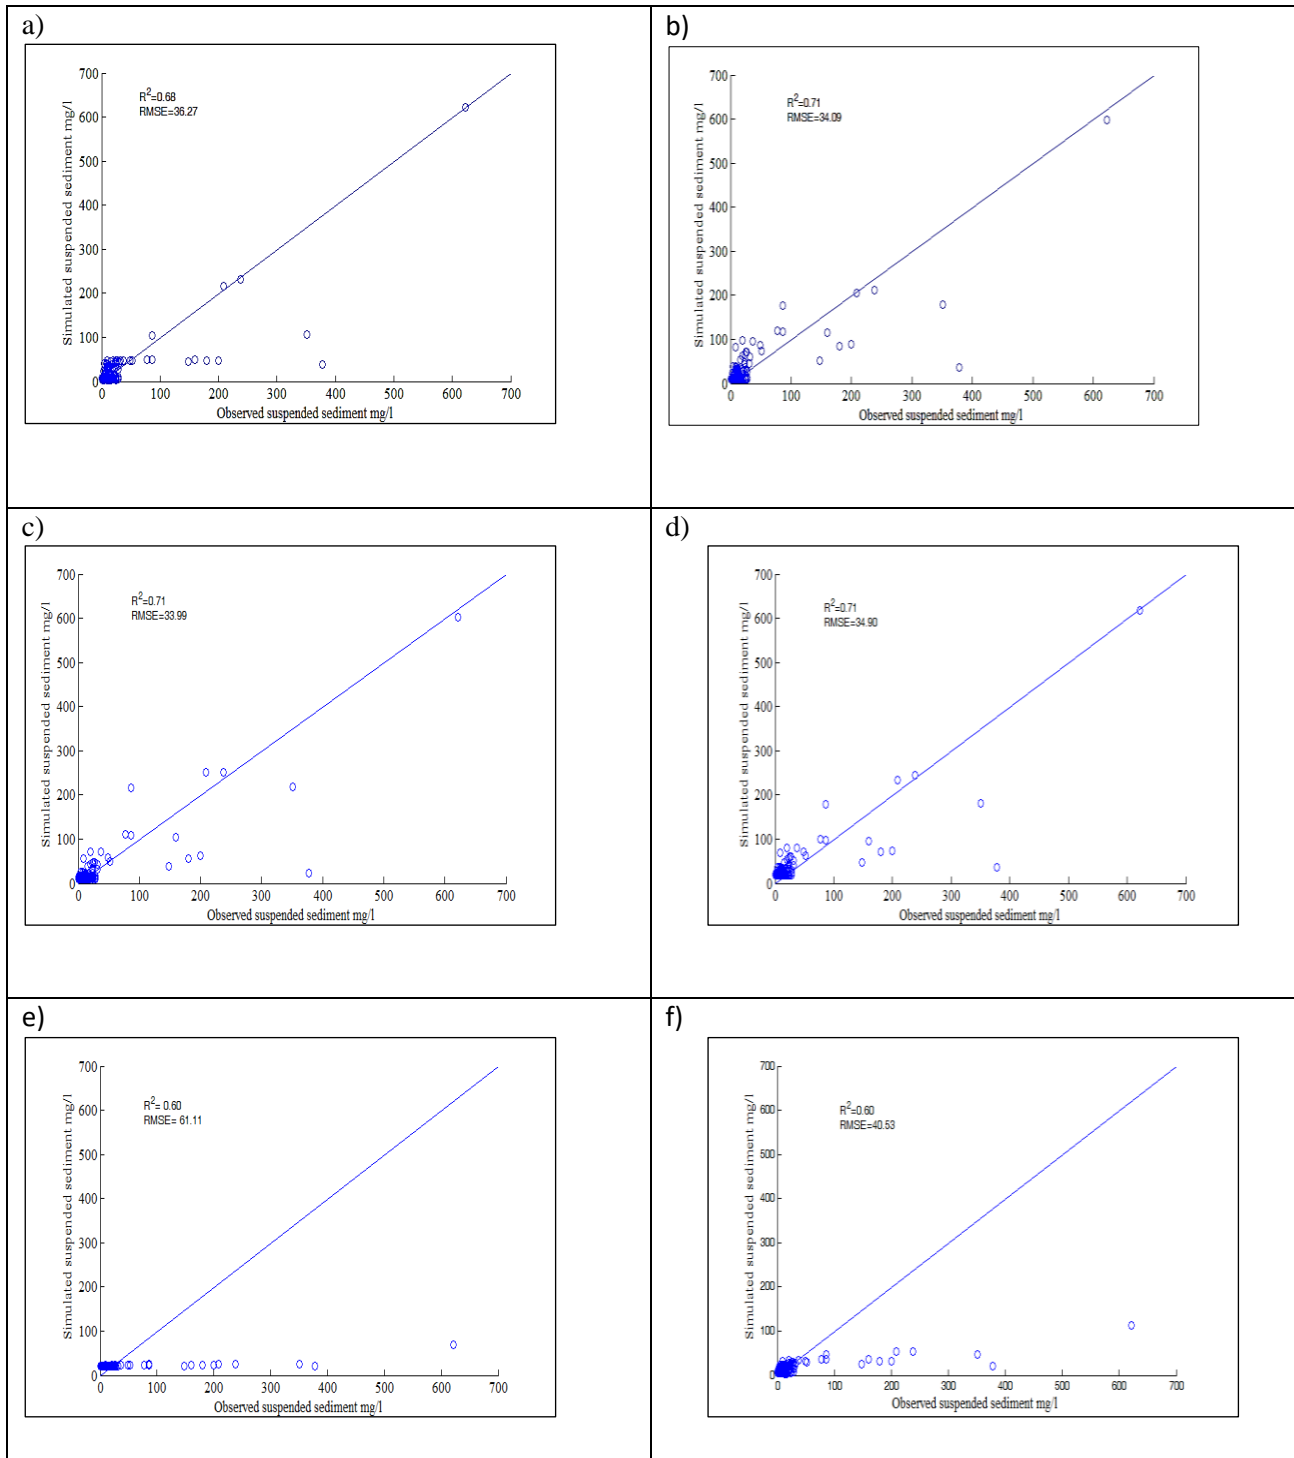 a)
700
600
500
400
300
200
100
0
Simulated suspended sediment mg/l
R²=0.68
RMSE=36.27
0 100 200 300 400 500 600 700
Observed suspended sediment mg/l
b)
700
600
500
400
300
200
100
0
Simulated suspended sediment mg/l
R²=0.71
RMSE=34.09
0 100 200 300 400 500 600 700
Observed suspended sediment mg/l
c)
700
600
500
400
300
200
100
0
Simulated suspended sediment mg/l
R²=0.71
RMSE=33.99
0 100 200 300 400 500 600 700
Observed suspended sediment mg/l
d)
700
600
500
400
300
200
100
0
Simulated suspended sediment mg/l
R²=0.71
RMSE=34.90
0 100 200 300 400 500 600 700
Observed suspended sediment mg/l
e)
700
600
500
400
300
200
100
0
Simulated suspended sediment mg/l
R²= 0.60
RMSE= 61.11
0 100 200 300 400 500 600 700
Observed suspended sediment mg/l
f)
700
600
500
400
300
200
100
0
Simulated suspended sediment mg/l
R²=0.60
RMSE=40.53
0 100 200 300 400 500 600 700
Observed suspended sediment mg/l